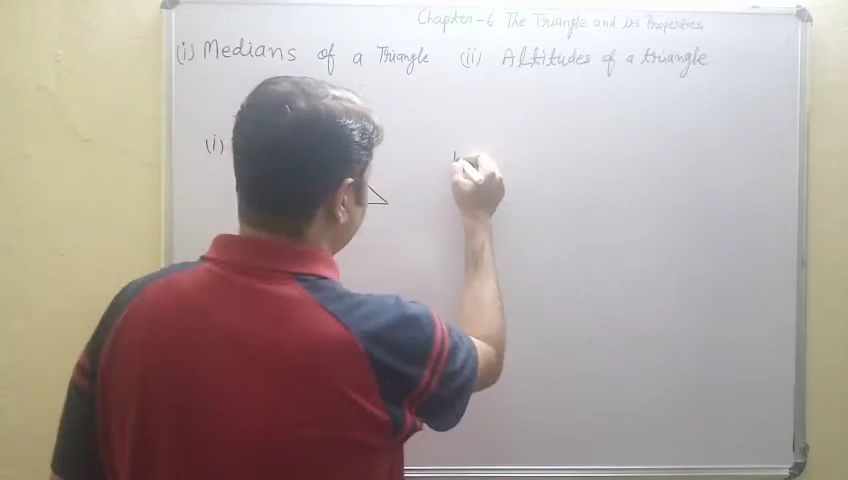 Chapter-6 The Triangle and its Properties
(i) Medians of a Triangle (ii) Altitudes of a triangle
(i)